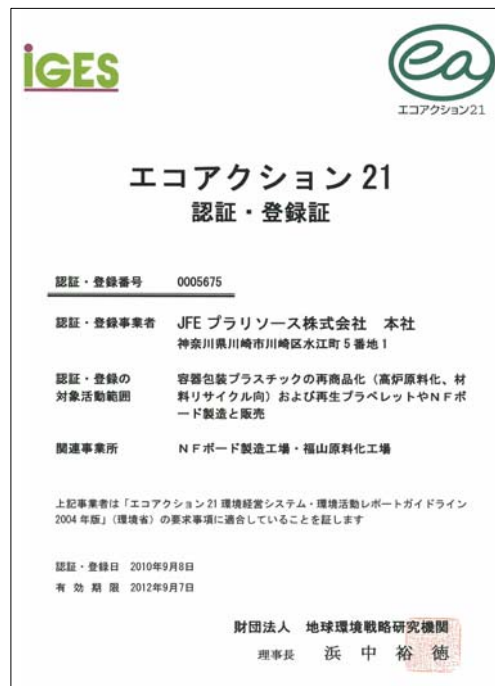 iGES
ea
エコアクション21
エコアクション 21
認証・登録証
認証・登録番号 0005675
認証・登録事業者 JFE プラリソース株式会社 本社
神奈川県川崎市川崎区水江町 5 番地 1
認証・登録の 容器包装プラスチックの再商品化(高炉原料化、材
対象活動範囲 料リサイクル向)および再生プラペレットやNFボ
ード製造と販売
関連事業所 NFボード製造工場・福山原料化工場
上記事業者は「エコアクション 21 環境経営システム・環境活動レポートガイドライン
2004 年版」(環境省)の要求事項に適合していることを証します
認証・登録日 2010年9月8日
有効期限 2012年9月7日
財団法人 地球環境戦略研究機関
理事長 浜中裕徳